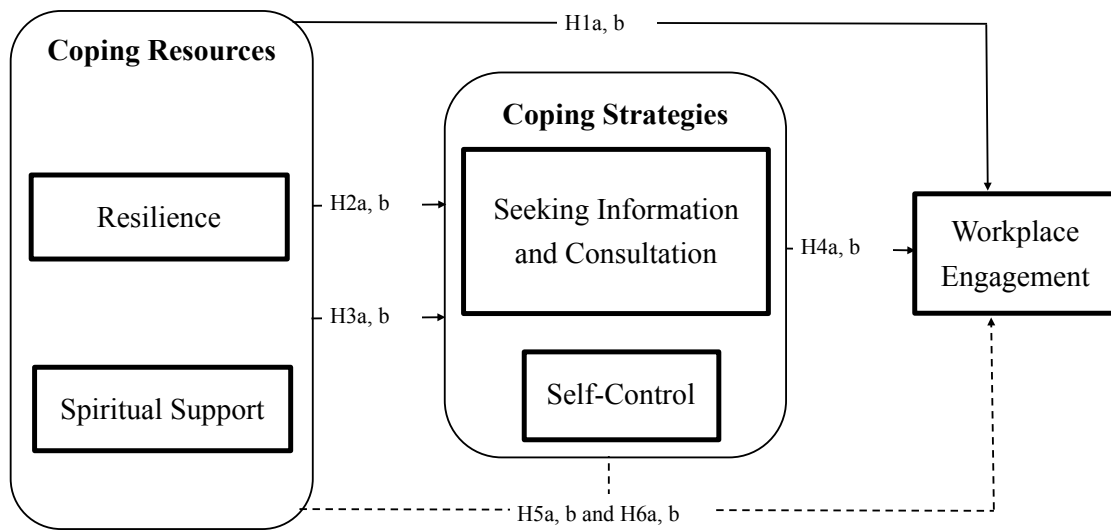 H1a, b
Coping Resources
Coping Strategies
Resilience
H2a, b
Seeking Information
and Consultation
H4a, b
Workplace
Engagement
H3a, b
Spiritual Support
Self-Control
H5a, b and H6a, b